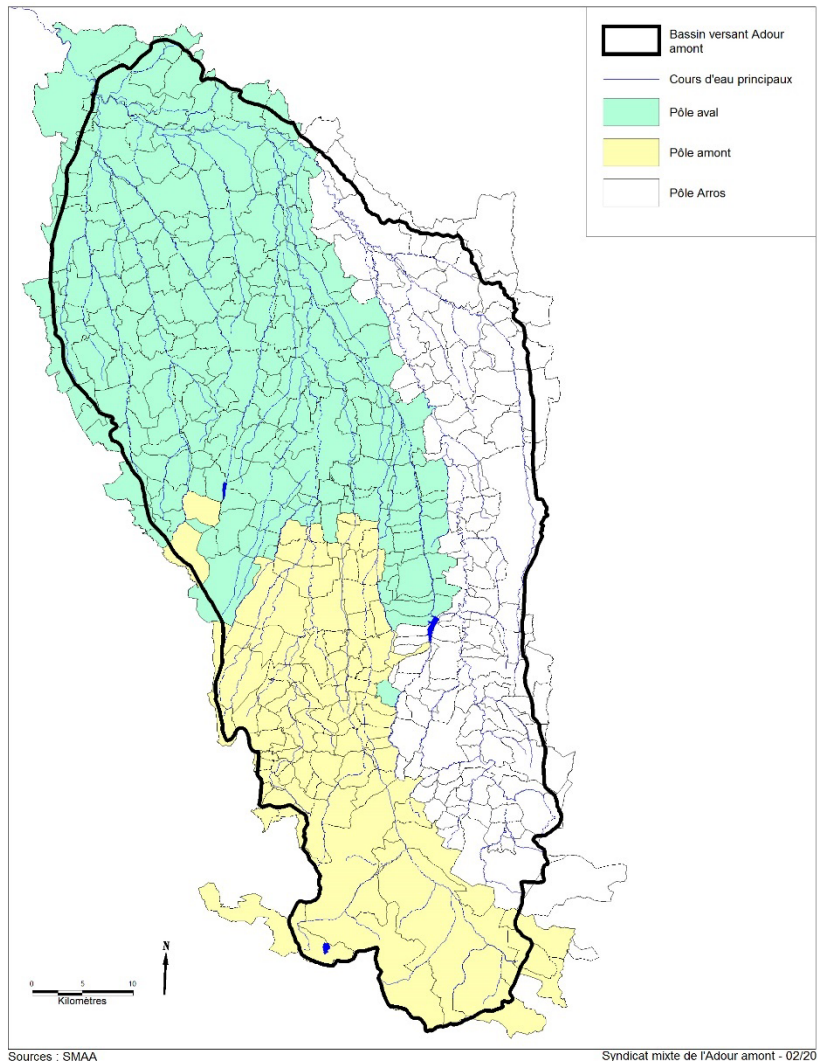 Bassin versant Adour
amont
Cours d'eau principaux
Pôle aval
Pôle amont
Pôle Arros
N
0 5 10
Kilomètres
Sources : SMAA
Syndicat mixte de l'Adour amont - 02/20